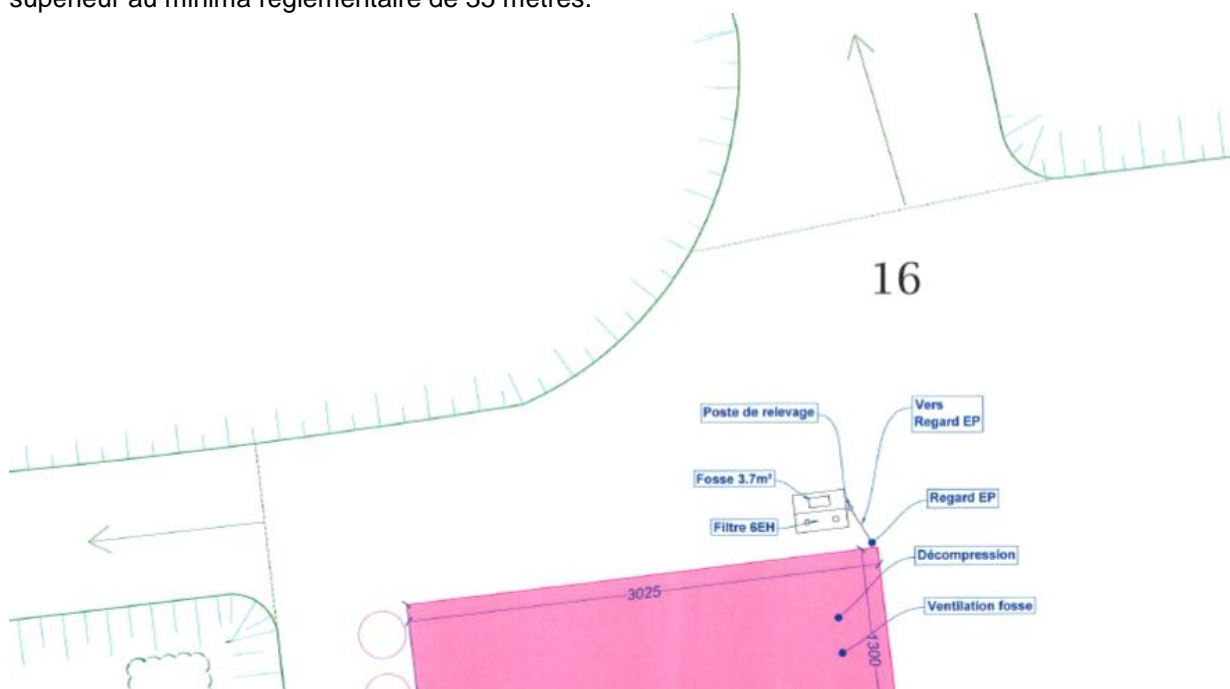 supérieur au minima réglementaire de 35 mètres.
16
Poste de relevage
Vers
Regard EP
Fosse 3.7m³
Regard EP
Filtre 6EH
Décompression
3025
Ventilation fosse
1300